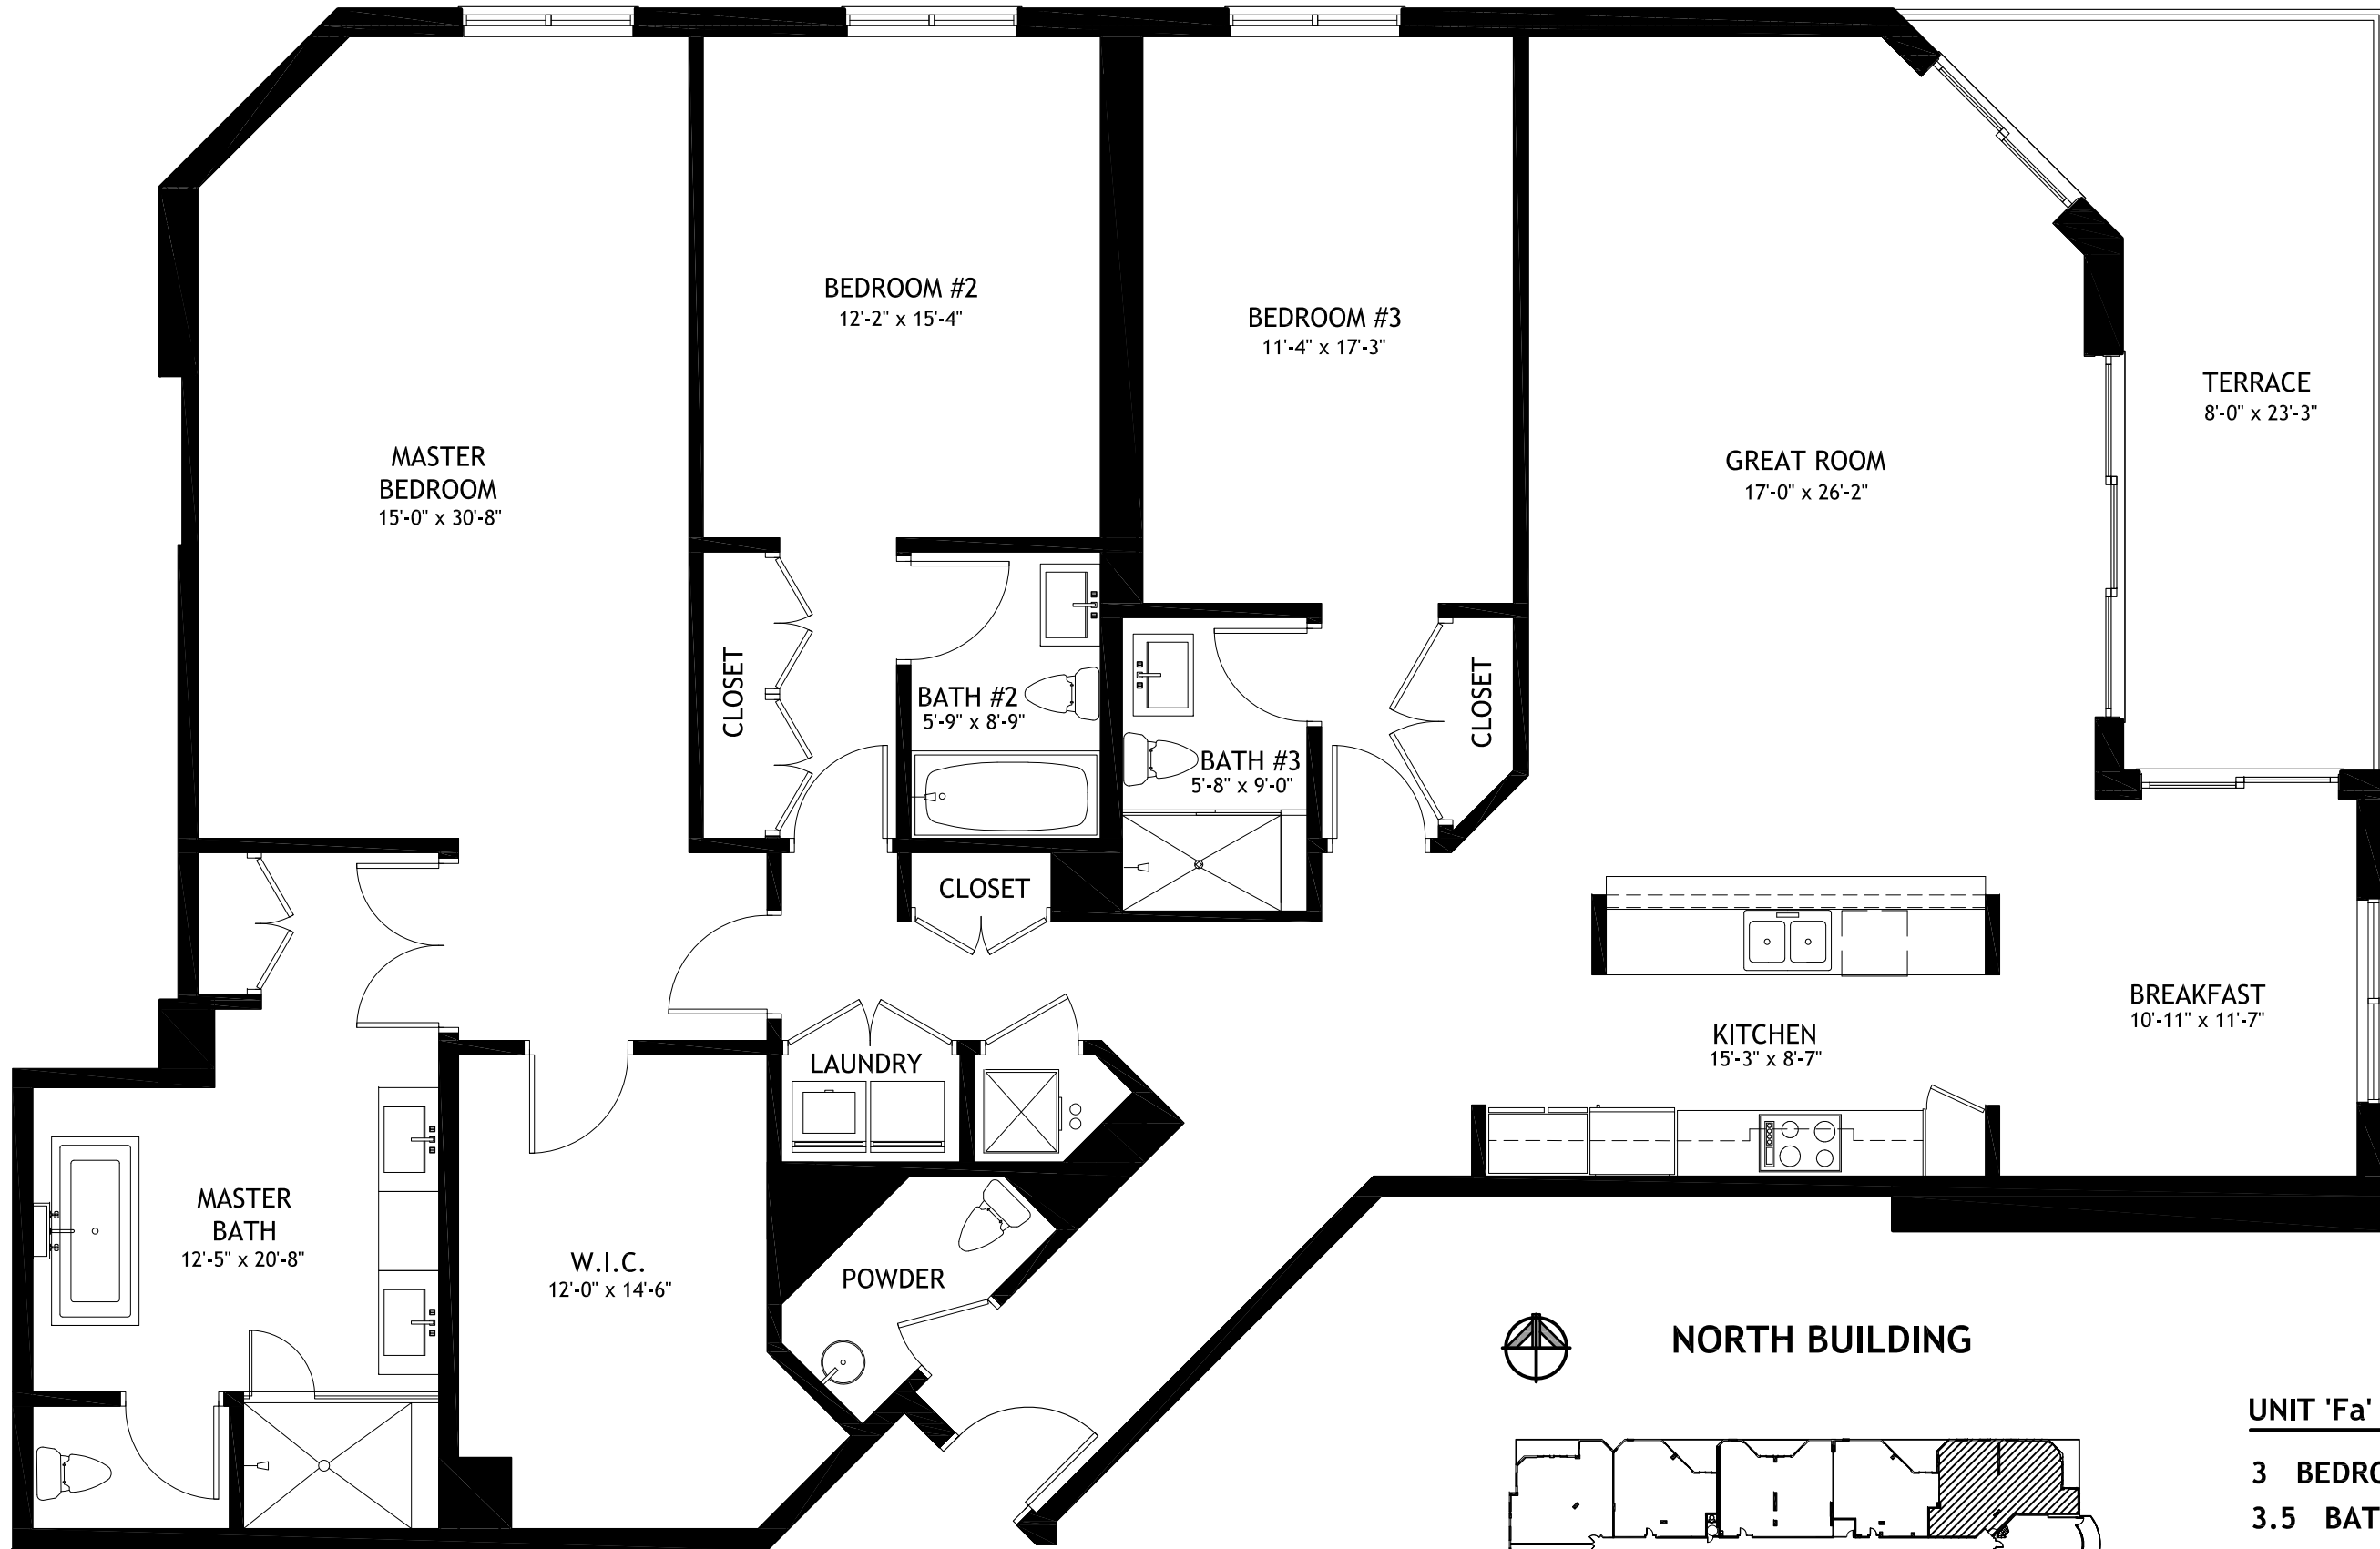 BEDROOM #2
12'-2" x 15'-4"
BEDROOM #3
11'-4" x 17'-3"
TERRACE
8'-0" x 23'-3"
MASTER
BEDROOM
15'-0" x 30'-8"
GREAT ROOM
17'-0" x 26'-2"
CLOSET
BATH #2
5'-9" x 8'-9"
CLOSET
BATH #3
5'-8" x 9'-0"
CLOSET
BREAKFAST
10'-11" x 11'-7"
KITCHEN
15'-3" x 8'-7"
LAUNDRY
MASTER
BATH
12'-5" x 20'-8"
W.I.C.
12'-0" x 14'-6"
POWDER
NORTH BUILDING
UNIT 'Fa'
3 BEDRO
3.5 BAT